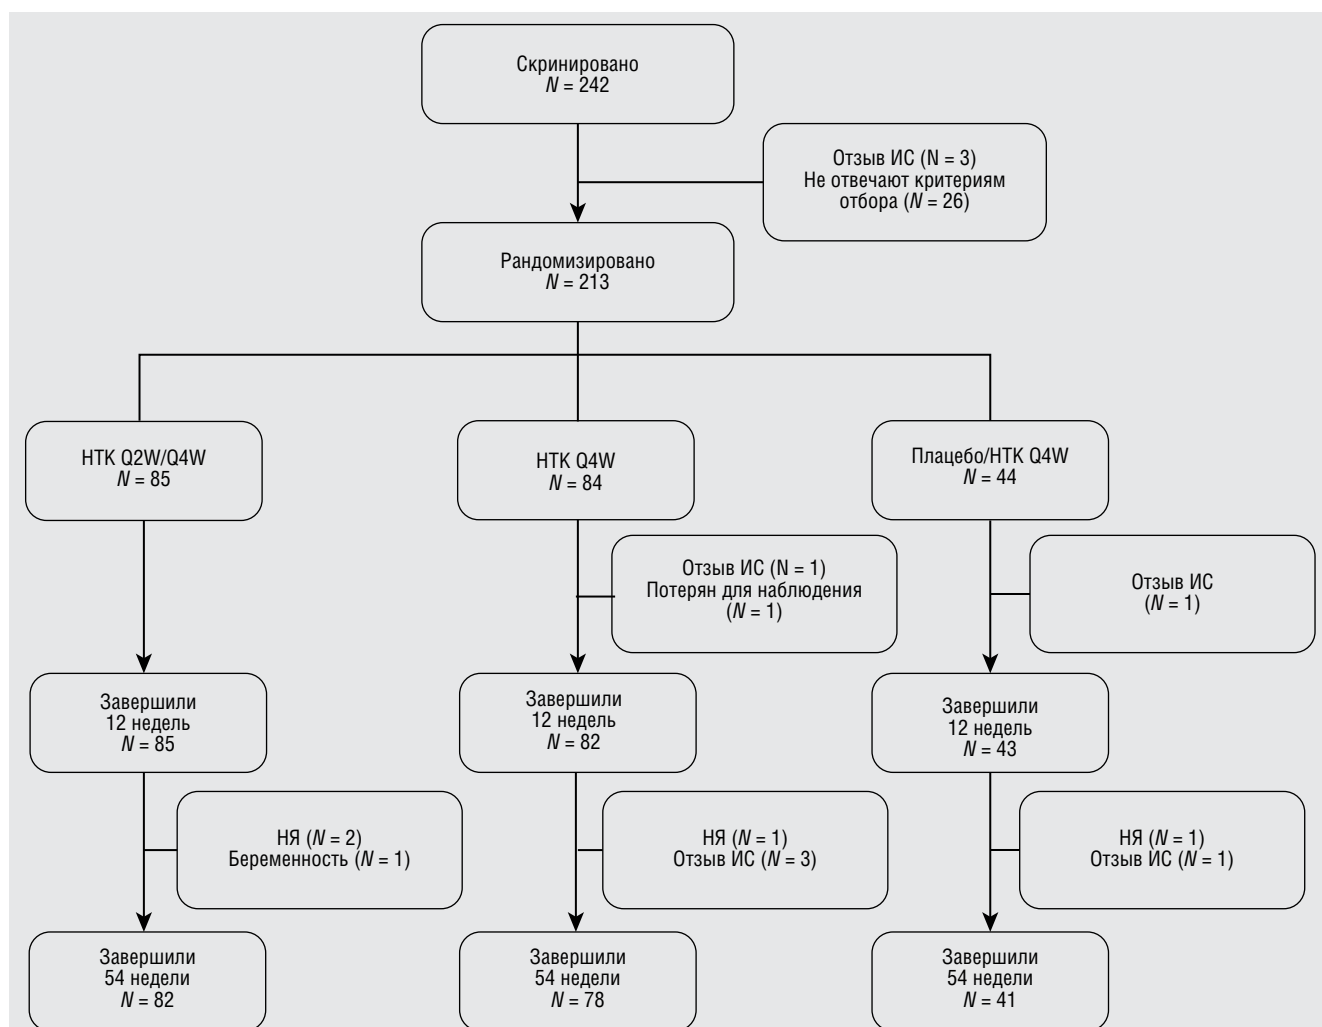 Скринировано
N = 242
Отзыв ИС (N = 3)
Не отвечают критериям
отбора (N = 26)
Рандомизировано
N = 213
НТК Q2W/Q4W
N = 85
НТК Q4W
N = 84
Плацебо/НТК Q4W
N = 44
Отзыв ИС (N = 1)
Потерян для наблюдения
(N = 1)
Отзыв ИС
(N = 1)
Завершили
12 недель
N = 85
Завершили
12 недель
N = 82
Завершили
12 недель
N = 43
НЯ (N = 2)
Беременность (N = 1)
НЯ (N = 1)
Отзыв ИС (N = 3)
НЯ (N = 1)
Отзыв ИС (N = 1)
Завершили
54 недели
N = 82
Завершили
54 недели
N = 78
Завершили
54 недели
N = 41